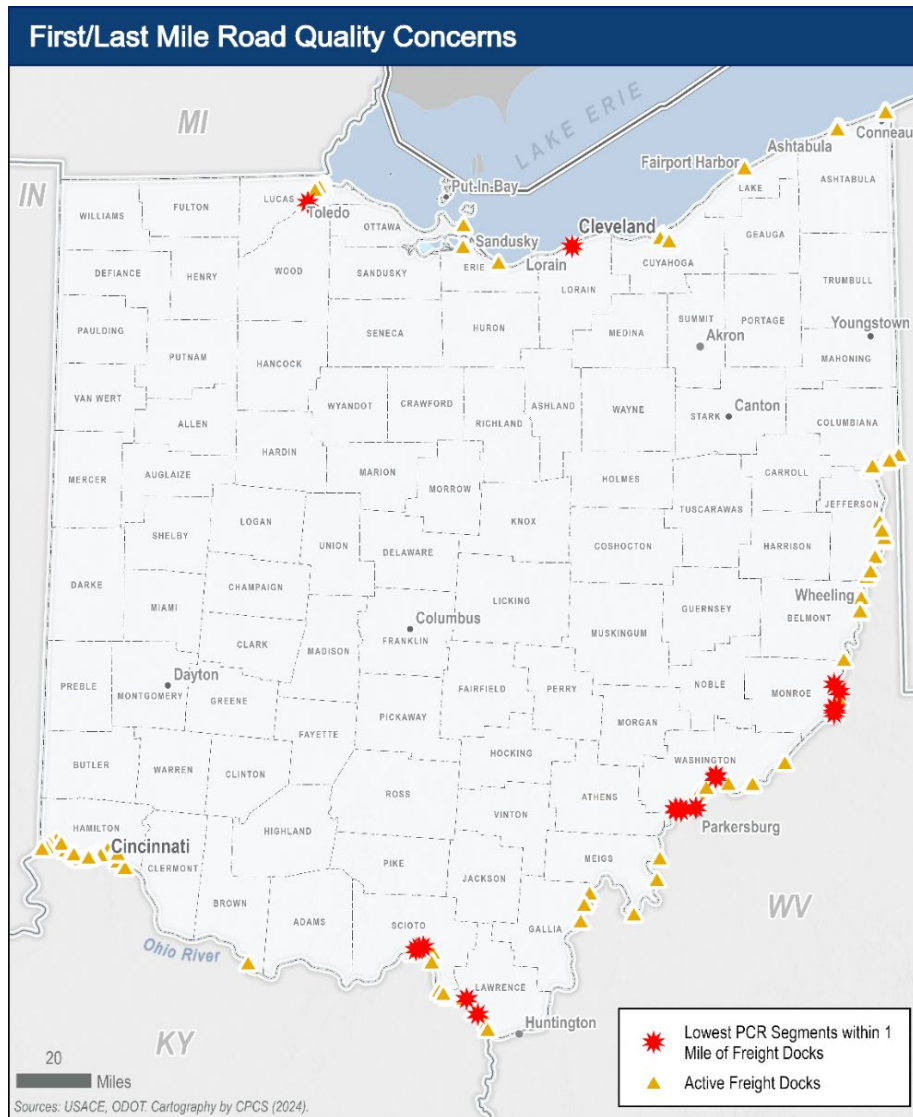 First/Last Mile Road Quality Concerns
MI
LAKE ERIE
Conneaut
Ashtabula
Fairport Harbor
IN
Put-In-Bay
ASHTABULA
LAKE
LUCAS
FULTON
WILLIAMS
Toledo
OTTAWA
Cleveland
GEAUGA
Sandusky
CUYAHOGA
WOOD
ERIE
Lorain
DEFIANCE
HENRY
SANDUSKY
LORAIN
TRUMBULL
SUMMIT
PORTAGE
HURON
MEDINA
Youngstown
PAULDING
SENECA
Akron
PUTNAM
HANCOCK
MAHONING
VAN WERT
WYANDOT
CRAWFORD
ASHLAND
WAYNE
Canton
STARK
ALLEN
RICHLAND
COLUMBIANA
HARDIN
MARION
CARROLL
MERCER
AUGLAIZE
HOLMES
MORROW
JEFFERSON
TUSCARAWAS
LOGAN
KNOX
SHELBY
UNION
COSHOCTON
HARRISON
DELAWARE
DARKE
CHAMPAIGN
LICKING
Wheeling
MIAMI
GUERNSEY
BELMONT
Columbus
FRANKLIN
MUSKINGUM
CLARK
MADISON
Dayton
NOBLE
PREBLE
MONTGOMERY
GREENE
FAIRFIELD
PERRY
MONROE
PICKAWAY
MORGAN
FAYETTE
HOCKING
BUTLER
WARREN
CLINTON
WASHINGTON
ROSS
ATHENS
VINTON
HAMILTON
HIGHLAND
Parkersburg
Cincinnati
PIKE
MEIGS
CLERMONT
JACKSON
BROWN
WV
ADAMS
SCIOTO
GALLIA
Ohio River
LAWRENCE
Huntington
KY
Lowest PCR Segments within 1
Mile of Freight Docks
Active Freight Docks
20
Miles
Sources: USACE, ODOT. Cartography by CPCS (2024).